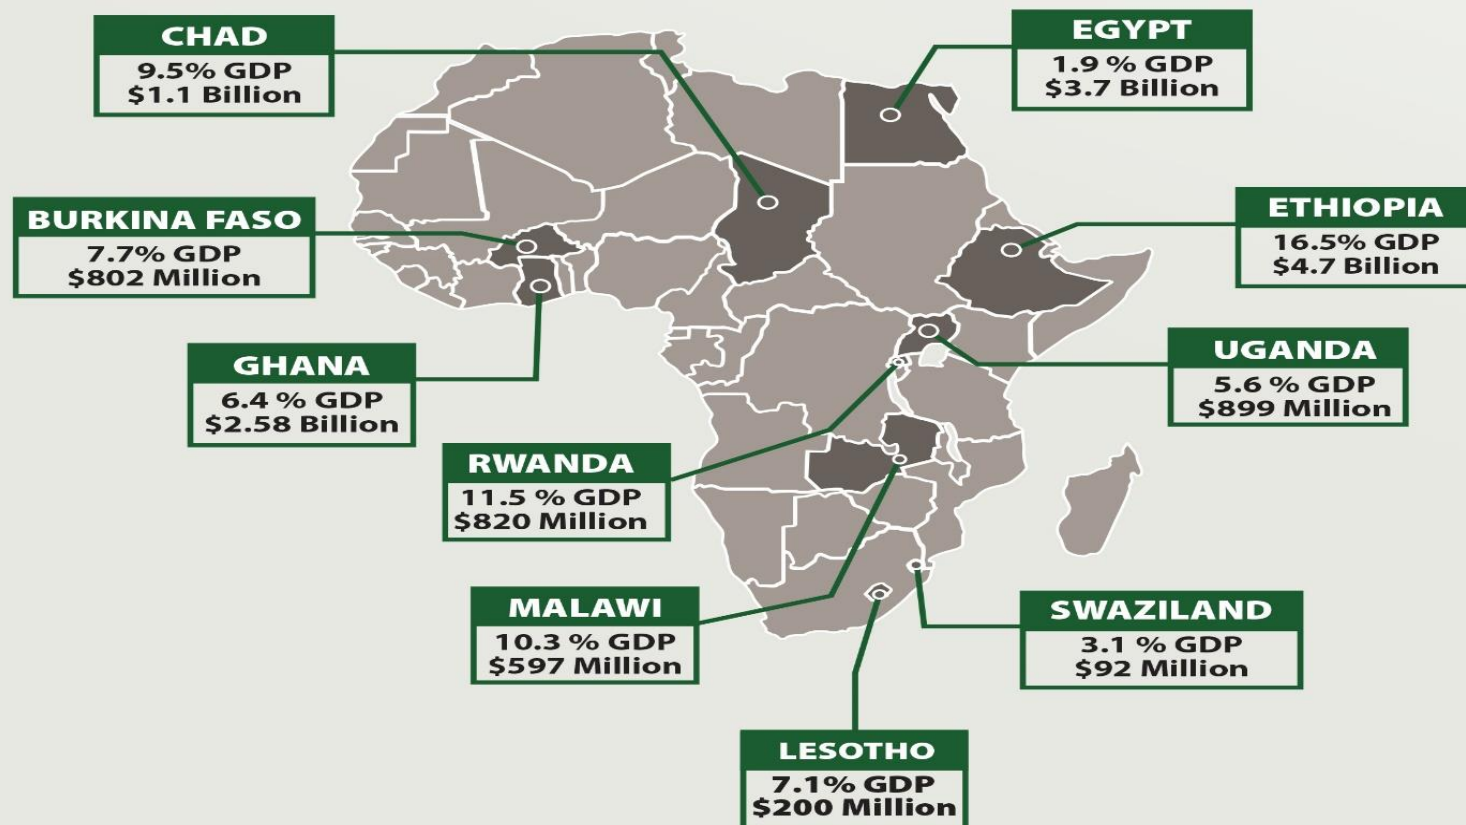 CHAD
9.5% GDP
$1.1 Billion
EGYPT
1.9 % GDP
$3.7 Billion
BURKINA FASO
7.7% GDP
$802 Million
ETHIOPIA
16.5% GDP
$4.7 Billion
GHANA
6.4 % GDP
$2.58 Billion
UGANDA
5.6 % GDP
$899 Million
RWANDA
11.5 % GDP
$820 Million
MALAWI
10.3 % GDP
$597 Million
SWAZILAND
3.1 % GDP
$92 Million
LESOTHO
7.1% GDP
$200 Million